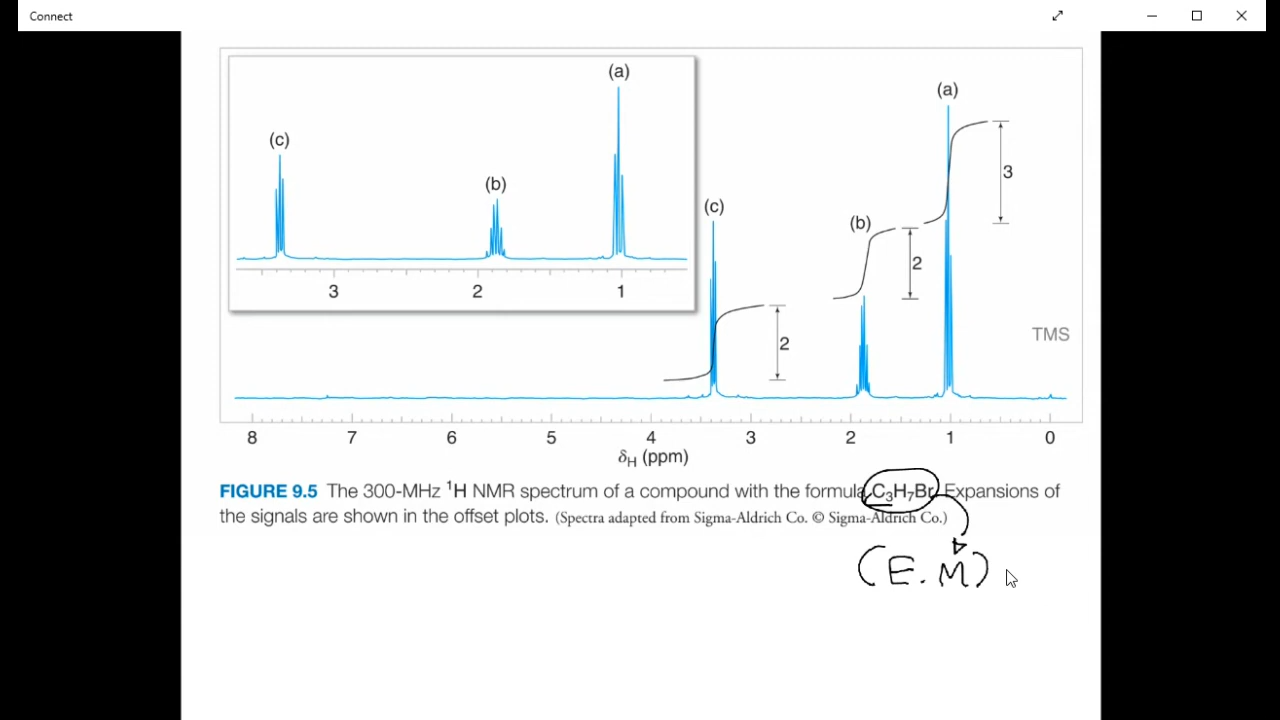 Connect
(a)
(c)
(b)
3 2 1
(a)
3
(c)
(b)
2
2
TMS
8 7 6 5 4 3 2 1 0
δH (ppm)
FIGURE 9.5 The 300-MHz ¹H NMR spectrum of a compound with the formula C₃H₇Br. Expansions of
the signals are shown in the offset plots. (Spectra adapted from Sigma-Aldrich Co. © Sigma-Aldrich Co.)
(E.M)